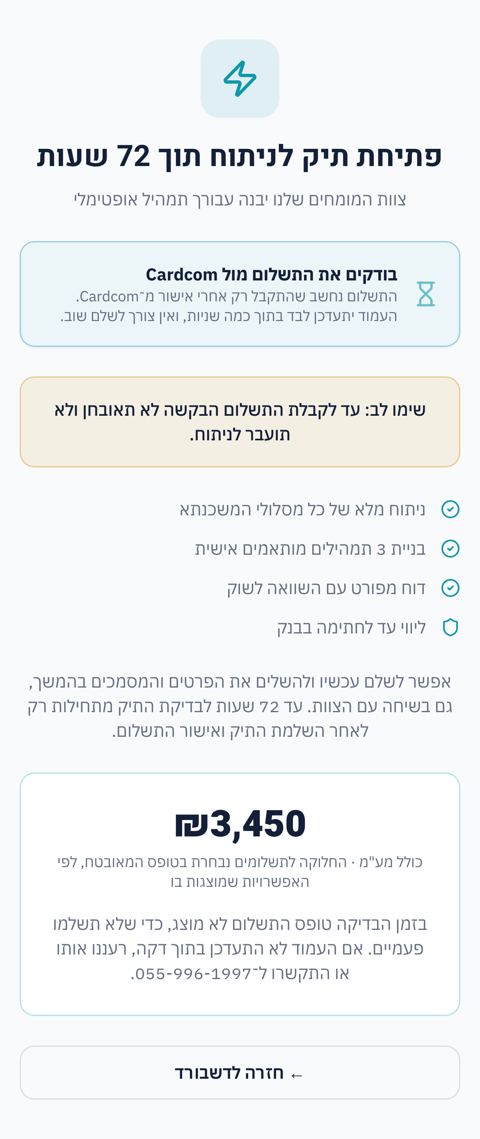 פתיחת תיק לניתוח תוך 72 שעות
צוות המומחים שלנו יבנה עבורך תמהיל אופטימלי
בודקים את התשלום מול Cardcom
התשלום נחשב שהתקבל רק אחרי אישור מ־Cardcom.
העמוד יתעדכן לבד בתוך כמה שניות, ואין צורך לשלם שוב.
שימו לב: עד לקבלת התשלום הבקשה לא תאובחן ולא
תועבר לניתוח.
ניתוח מלא של כל מסלולי המשכנתא
בניית 3 תמהילים מותאמים אישית
דוח מפורט עם השוואה לשוק
ליווי עד לחתימה בבנק
אפשר לשלם עכשיו ולהשלים את הפרטים והמסמכים בהמשך,
גם בשיחה עם הצוות. עד 72 שעות לבדיקת התיק מתחילות רק
לאחר השלמת התיק ואישור התשלום.
₪3,450
כולל מע"מ · החלוקה לתשלומים נבחרת בטופס המאובטח, לפי
האפשרויות שמוצגות בו
בזמן הבדיקה טופס התשלום לא מוצג, כדי שלא תשלמו
פעמיים. אם העמוד לא התעדכן בתוך דקה, רעננו אותו
או התקשרו ל־055-996-1997.
← חזרה לדשבורד